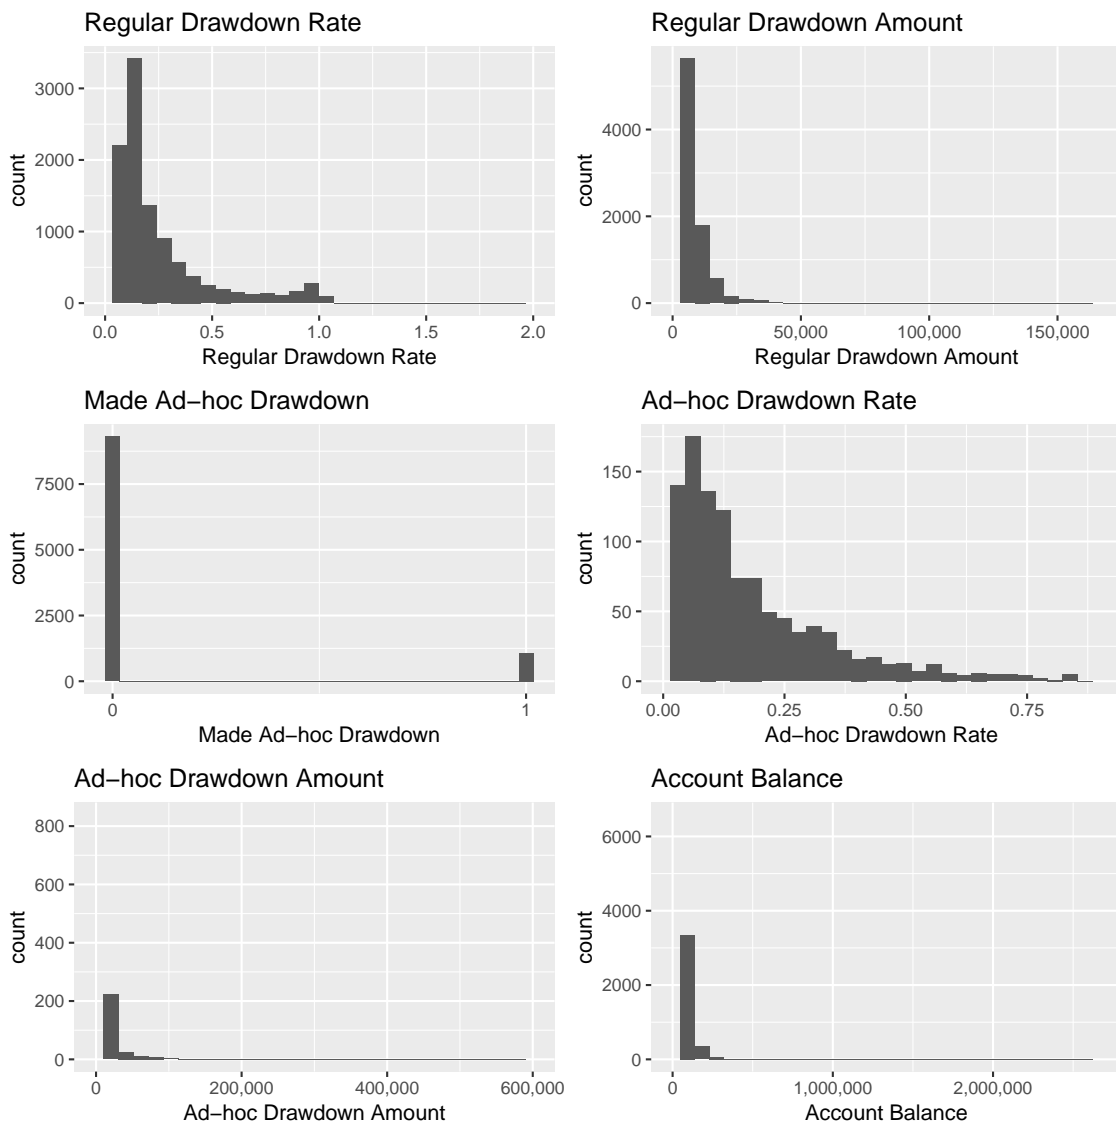 Regular Drawdown Rate
count
3000
2000
1000
0
0.0 0.5 1.0 1.5 2.0
Regular Drawdown Rate
Regular Drawdown Amount
count
4000
2000
0
0 50,000 100,000 150,000
Regular Drawdown Amount
Made Ad−hoc Drawdown
count
7500
5000
2500
0
0 1
Made Ad−hoc Drawdown
Ad−hoc Drawdown Rate
count
150
100
50
0
0.00 0.25 0.50 0.75
Ad−hoc Drawdown Rate
Ad−hoc Drawdown Amount
count
800
600
400
200
0
0 200,000 400,000 600,000
Ad−hoc Drawdown Amount
Account Balance
count
6000
4000
2000
0
0 1,000,000 2,000,000
Account Balance